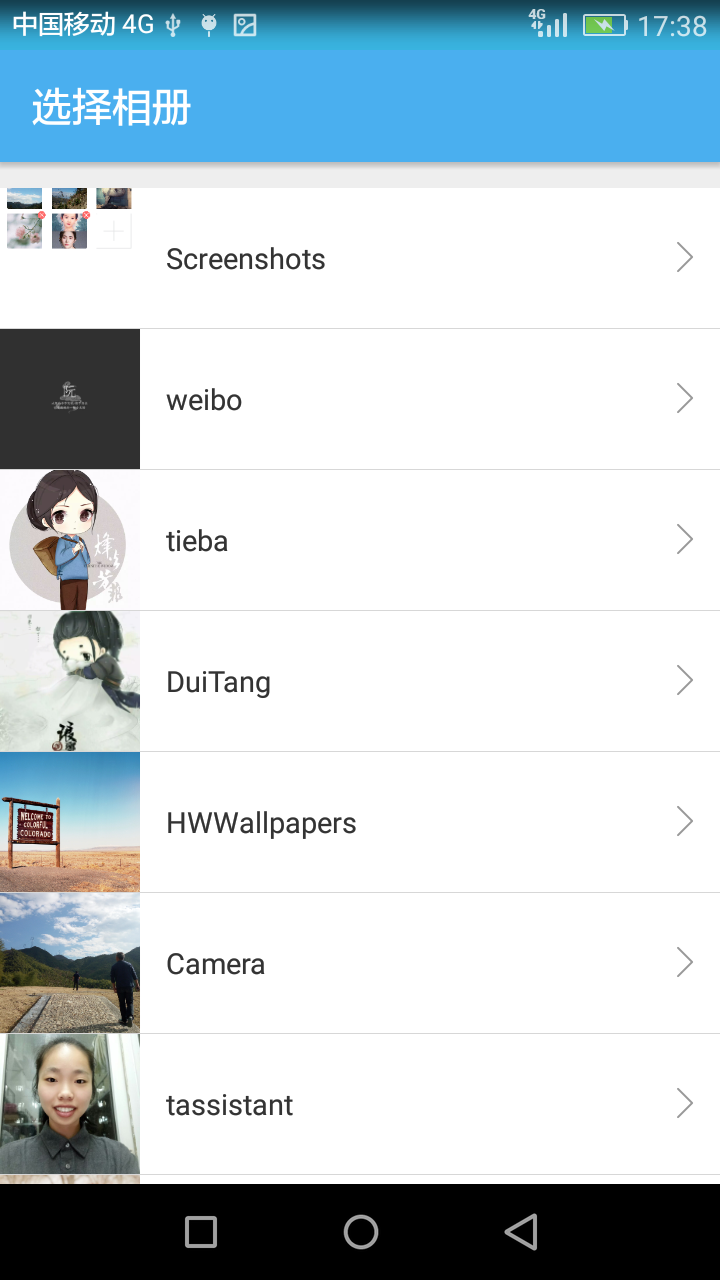 中国移动 4G
4G
17:38
选择相册
Screenshots
weibo
tieba
DuiTang
HWWallpapers
WELCOME TO
COLORFUL
COLORADO
Camera
tassistant